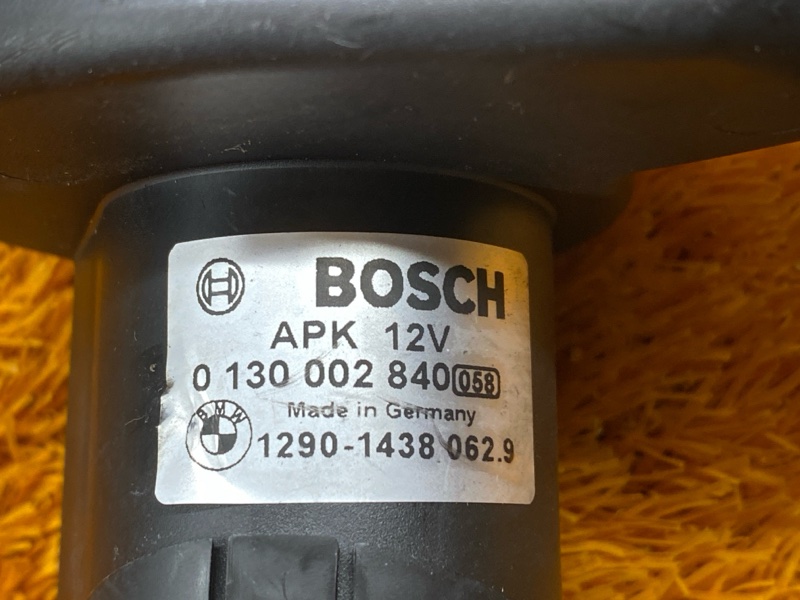 BOSCH
APK 12V
0 130 002 840 058
Made in Germany
BMW
1290-1438 062.9